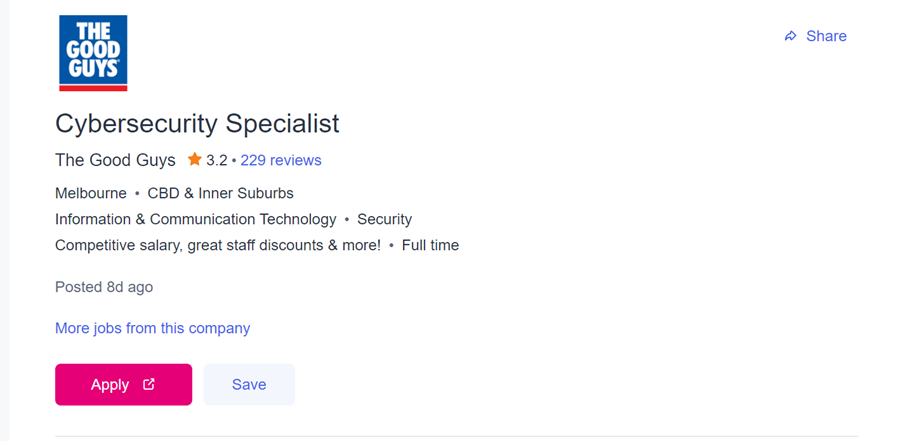 THE
GOOD
GUYS
Share
Cybersecurity Specialist
The Good Guys 3.2 • 229 reviews
Melbourne • CBD & Inner Suburbs
Information & Communication Technology • Security
Competitive salary, great staff discounts & more! • Full time
Posted 8d ago
More jobs from this company
Apply
Save